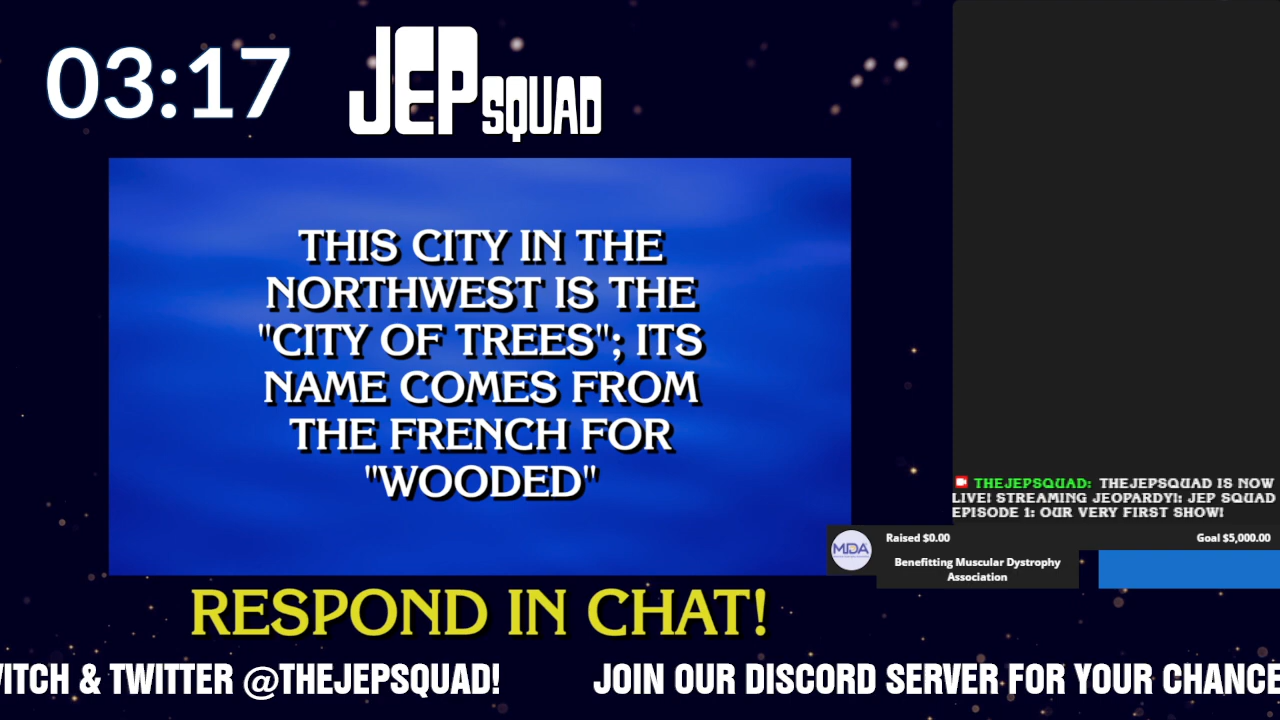 03:17
JEP SQUAD
THIS CITY IN THE
NORTHWEST IS THE
"CITY OF TREES"; ITS
NAME COMES FROM
THE FRENCH FOR
"WOODED"
RESPOND IN CHAT!
THEJEPSQUAD: THEJEPSQUAD IS NOW
LIVE! STREAMING JEOPARDY!: JEP SQUAD
EPISODE 1: OUR VERY FIRST SHOW!
MDA
Raised $0.00
Goal $5,000.00
Benefitting Muscular Dystrophy
Association
ITCH & TWITTER @THEJEPSQUAD! JOIN OUR DISCORD SERVER FOR YOUR CHANCE